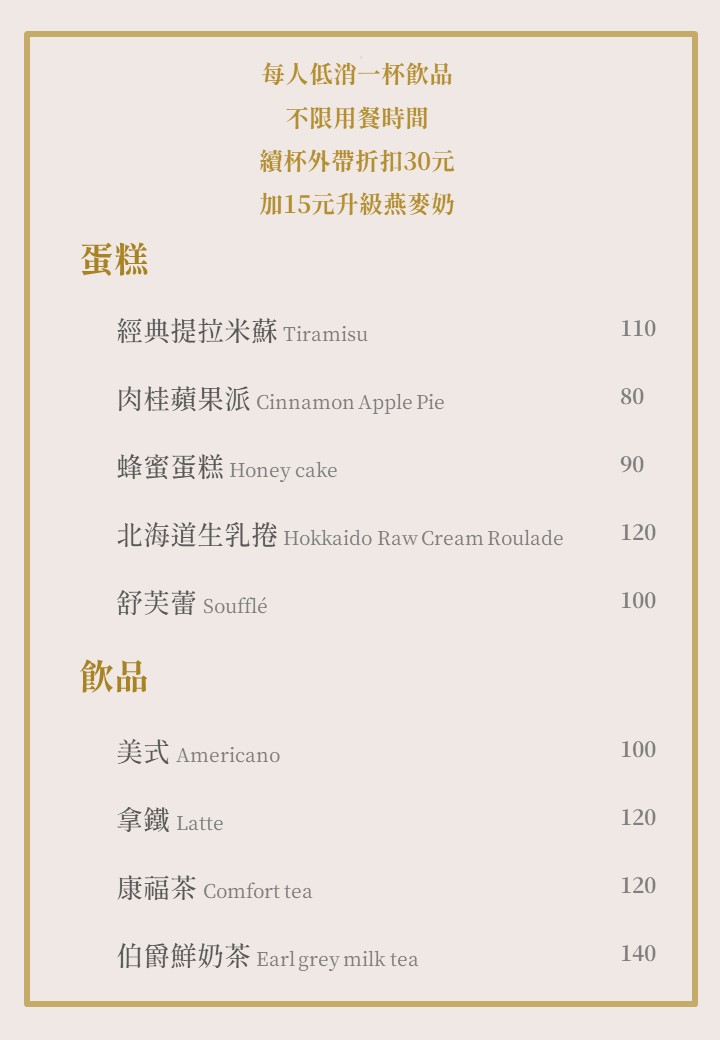 每人低消一杯飲品
不限用餐時間
續杯外帶折扣30元
加15元升級燕麥奶
蛋糕
經典提拉米蘇 Tiramisu 110
肉桂蘋果派 Cinnamon Apple Pie 80
蜂蜜蛋糕 Honey cake 90
北海道生乳捲 Hokkaido Raw Cream Roulade 120
舒芙蕾 Soufflé 100
飲品
美式 Americano 100
拿鐵 Latte 120
康福茶 Comfort tea 120
伯爵鮮奶茶 Earl grey milk tea 140